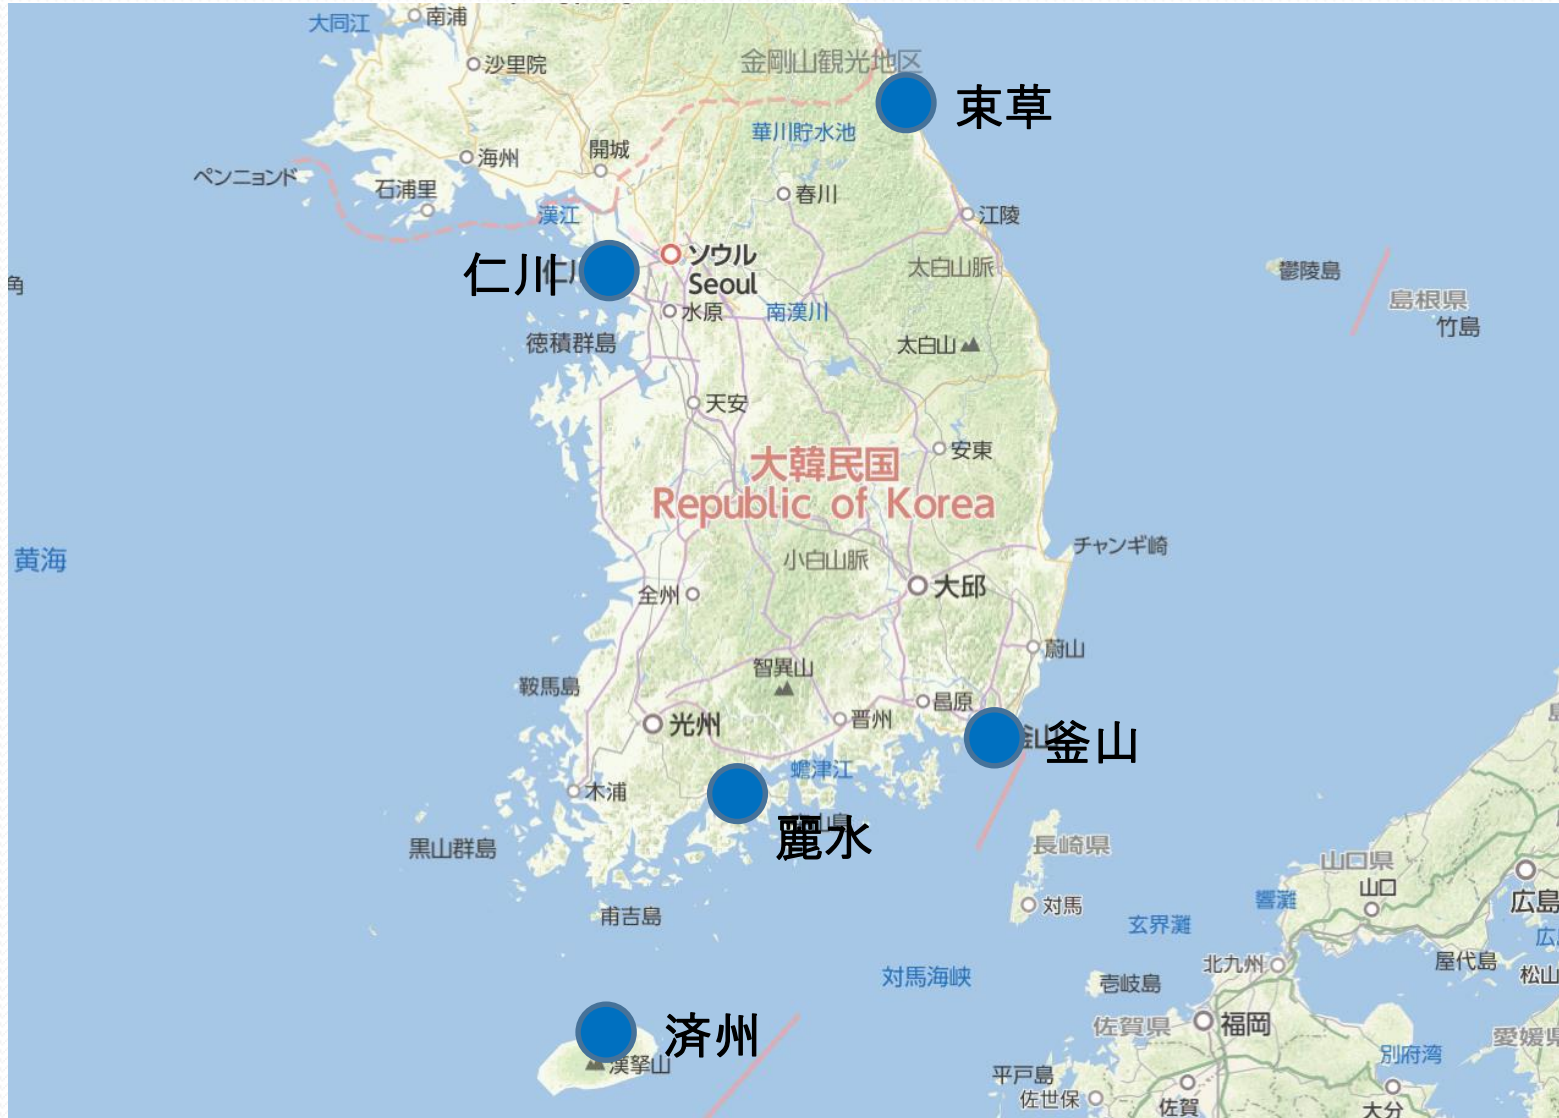 大同江
南浦
沙里院
金剛山観光地区
束草
華川貯水池
開城
海州
ペンニョンド
石浦里
春川
漢江
江陵
ソウル
Seoul
仁川
太白山脈
鬱陵島
角
島根県
竹島
水原
南漢川
徳積群島
太白山
天安
安東
大韓民国
Republic of Korea
チャンギ崎
黄海
小白山脈
大邱
全州
蔚山
智異山
鞍馬島
昌原
光州
晋州
釜山
蟾津江
木浦
麗水
黒山群島
長崎県
山口県
山口
広島
響灘
対馬
甫吉島
玄界灘
北九州
屋代島
松山
対馬海峡
壱岐島
佐賀県
福岡
済州
愛媛県
別府湾
漢拏山
平戸島
佐世保
佐賀
大分